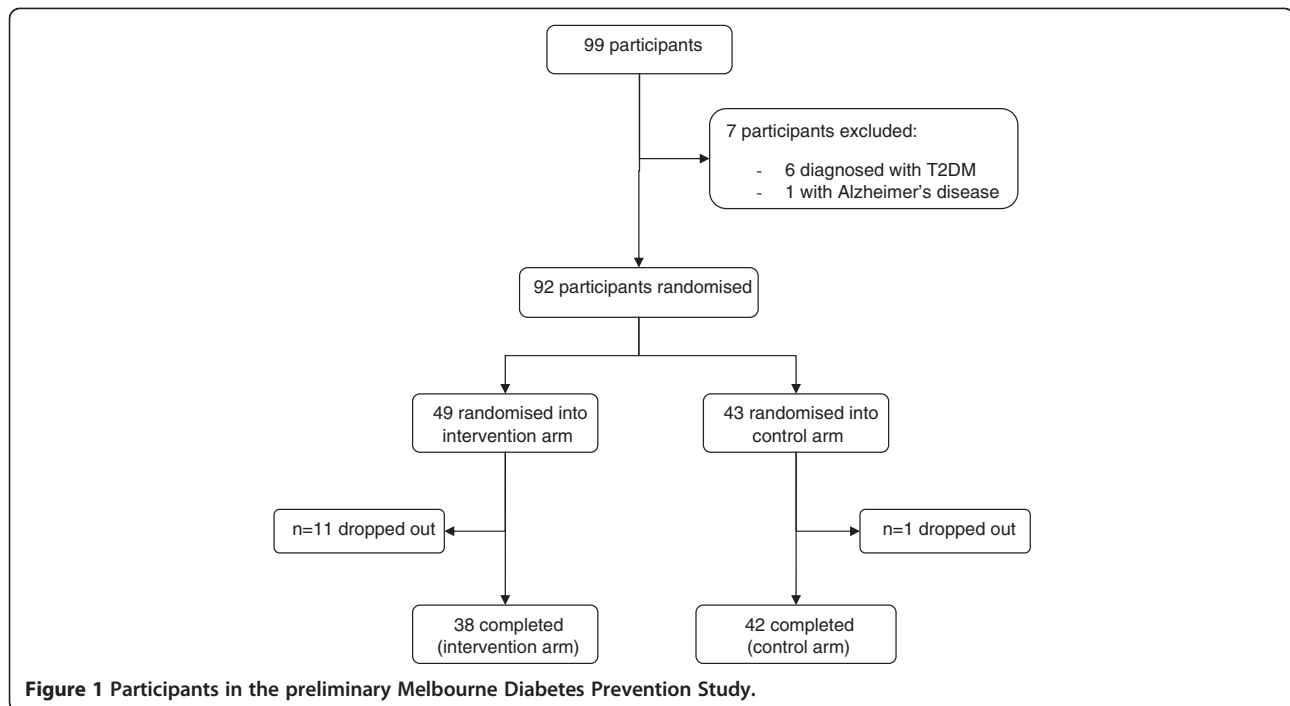 99 participants
7 participants excluded:
- 6 diagnosed with T2DM
- 1 with Alzheimer's disease
92 participants randomised
49 randomised into
intervention arm
43 randomised into
control arm
n=11 dropped out
n=1 dropped out
38 completed
(intervention arm)
42 completed
(control arm)
Figure 1 Participants in the preliminary Melbourne Diabetes Prevention Study.